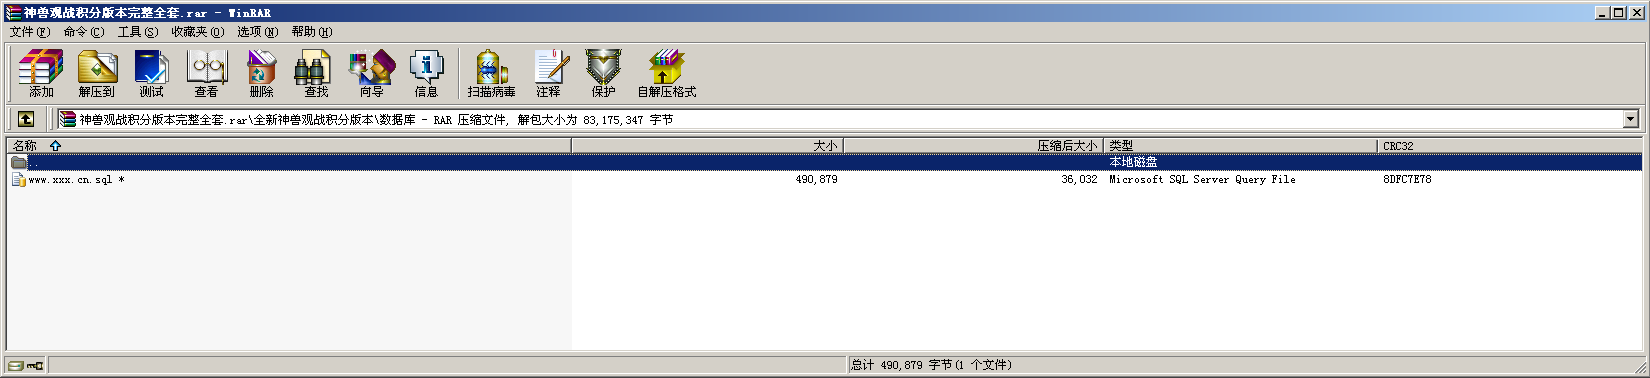 神兽观战积分版本完整全套.rar - WinRAR
文件(F) 命令(C) 工具(S) 收藏夹(O) 选项(N) 帮助(H)
添加 解压到 测试 查看 删除 查找 向导 信息 扫描病毒 注释 保护 自解压格式
神兽观战积分版本完整全套.rar\全新神兽观战积分版本\数据库 - RAR 压缩文件, 解包大小为 83,175,347 字节
名称 大小 压缩后大小 类型 CRC32
.. 本地磁盘
www.xxx.cn.sql * 490,879 36,032 Microsoft SQL Server Query File 8DFC7E78
总计 490,879 字节(1 个文件)